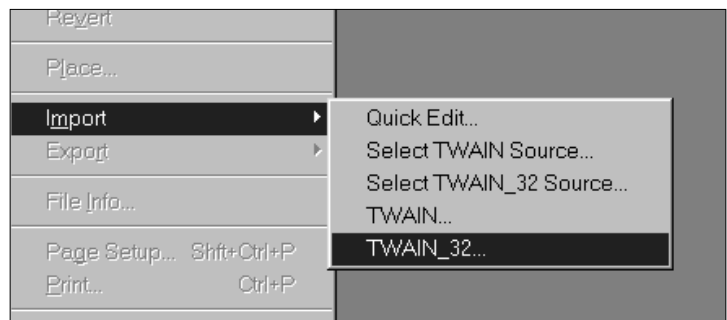 Revert
Place...
Import
Export
File Info...
Page Setup... Shft+Ctrl+P
Print... Ctrl+P
Quick Edit...
Select TWAIN Source...
Select TWAIN_32 Source...
TWAIN...
TWAIN_32...